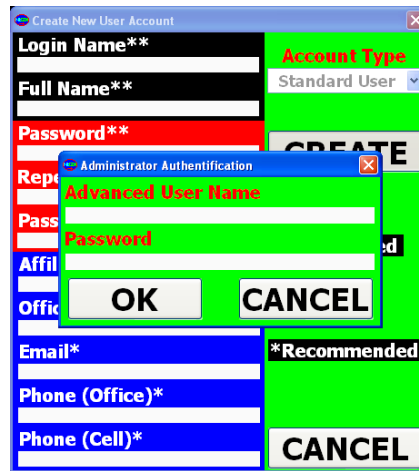 Create New User Account
Login Name**
Account Type
Standard User
Full Name**
Password**
CREATE
Administrator Authentification
Advanced User Name
Password
OK
CANCEL
Email*
*Recommended
Phone (Office)*
Phone (Cell)*
CANCEL